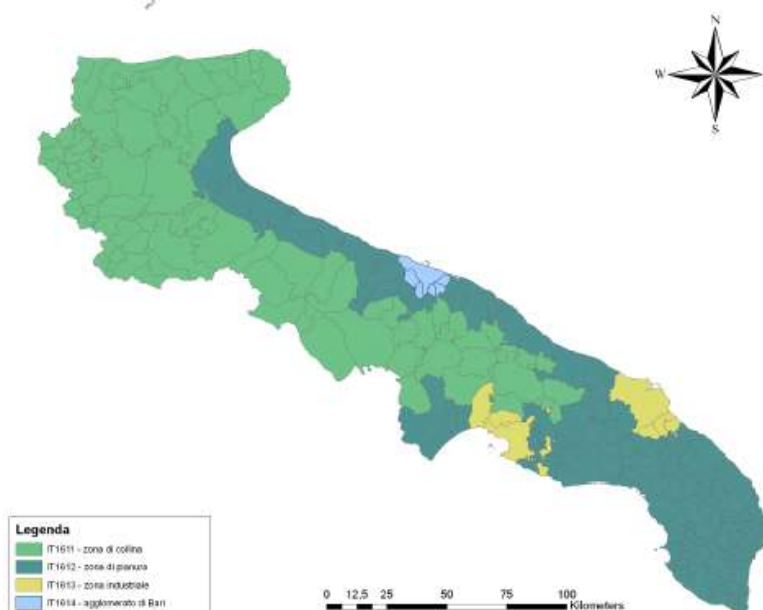 N
W
S
Legenda
IT1611 - zona di collina
IT1612 - zona di pianura
IT1613 - zona industriale
IT1614 - agglomerato di Bari
0 12,5 25 50 75 100
Kilometers